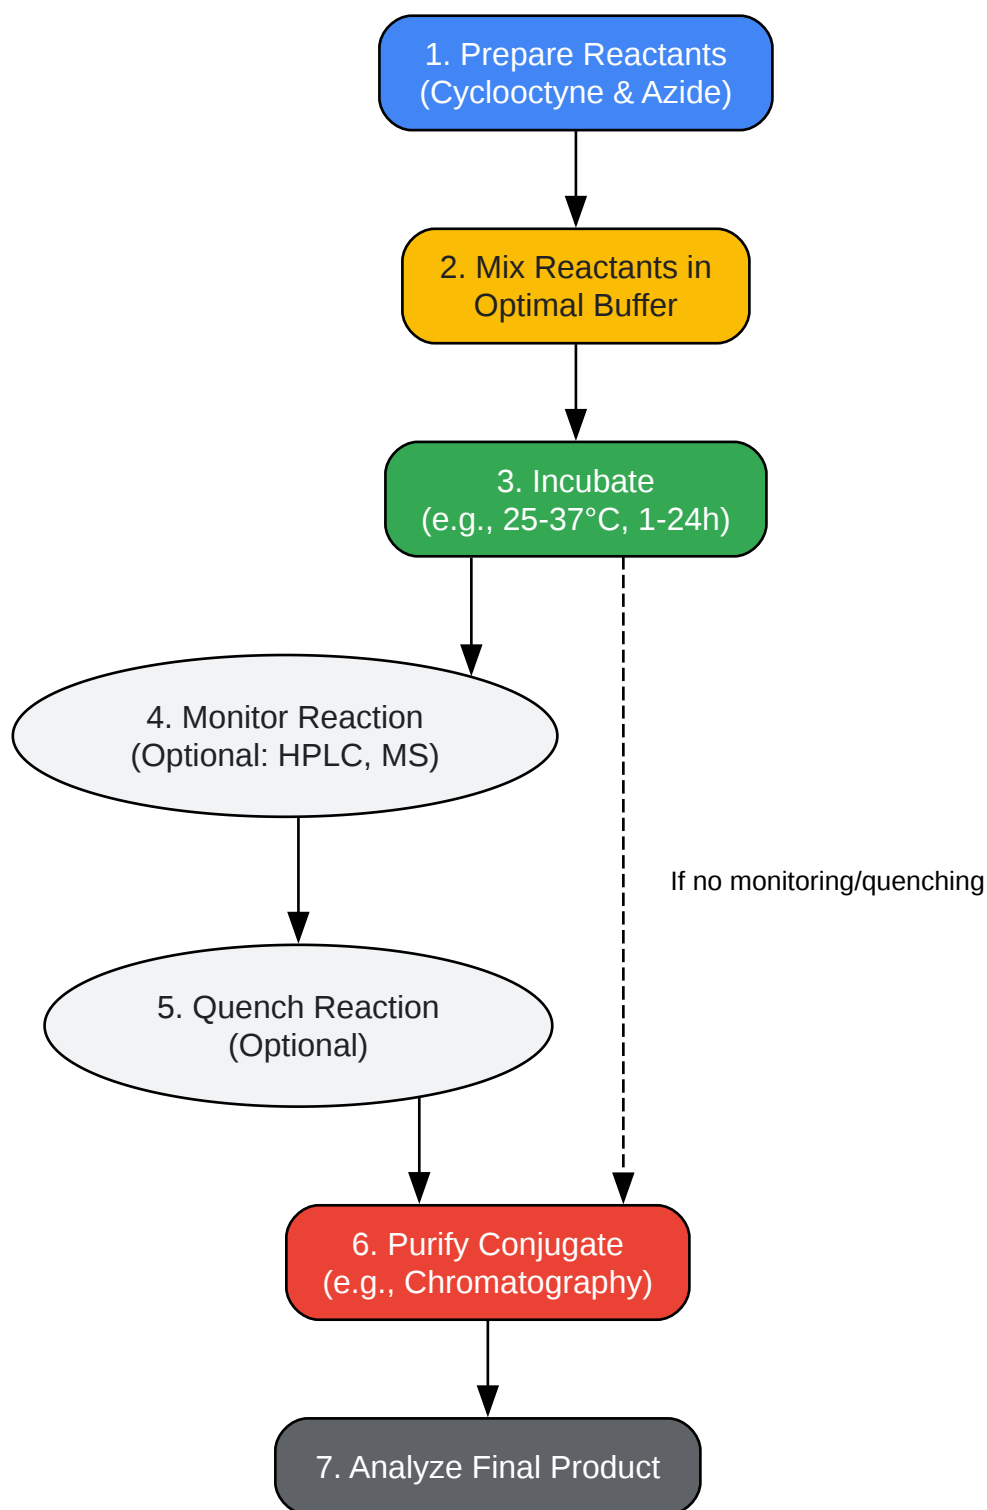 1. Prepare Reactants
(Cyclooctyne & Azide)
2. Mix Reactants in
Optimal Buffer
3. Incubate
(e.g., 25-37°C, 1-24h)
4. Monitor Reaction
(Optional: HPLC, MS)
If no monitoring/quenching
5. Quench Reaction
(Optional)
6. Purify Conjugate
(e.g., Chromatography)
7. Analyze Final Product